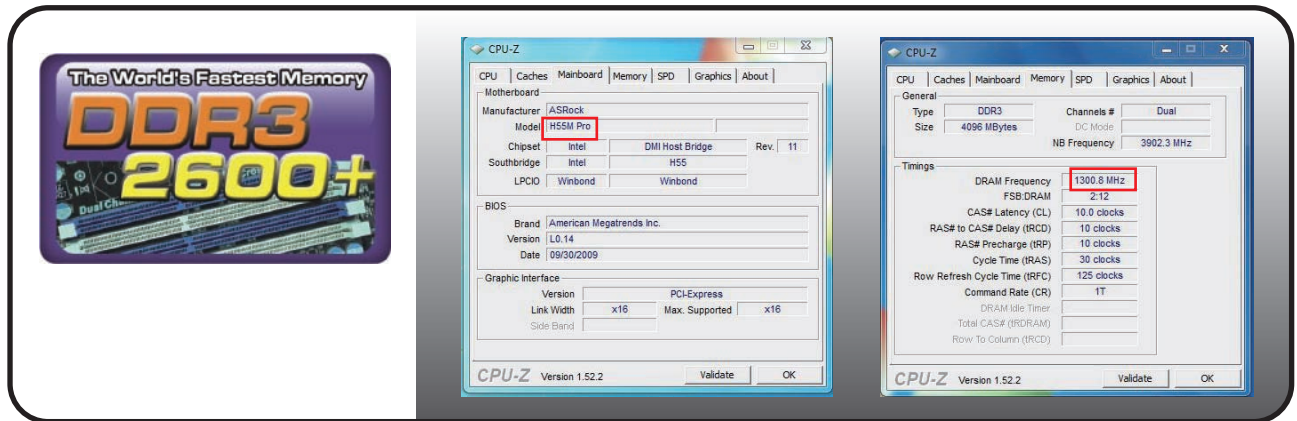 The World's Fastest Memory
DDR3
2600+
Dual Ch
CPU-Z
CPU Caches Mainboard Memory SPD Graphics About
Motherboard
Manufacturer ASRock
Model H55M Pro
Chipset Intel DMI Host Bridge Rev. 11
Southbridge Intel H55
LPCIO Winbond Winbond
BIOS
Brand American Megatrends Inc.
Version L0.14
Date 09/30/2009
Graphic Interface
Version PCI-Express
Link Width x16 Max. Supported x16
Side Band
CPU-Z Version 1.52.2 Validate OK
CPU-Z
CPU Caches Mainboard Memory SPD Graphics About
General
Type DDR3 Channels # Dual
Size 4096 MBytes DC Mode
NB Frequency 3902.3 MHz
Timings
DRAM Frequency 1300.8 MHz
FSB:DRAM 2:12
CAS# Latency (CL) 10.0 clocks
RAS# to CAS# Delay (tRCD) 10 clocks
RAS# Precharge (tRP) 10 clocks
Cycle Time (tRAS) 30 clocks
Row Refresh Cycle Time (tRFC) 125 clocks
Command Rate (CR) 1T
DRAM Idle Timer
Total CAS# (tRDRAM)
Row To Column (tRCD)
CPU-Z Version 1.52.2 Validate OK